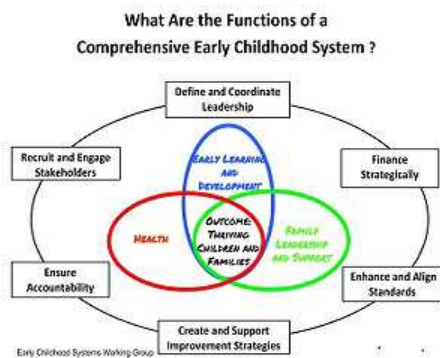 What Are the Functions of a
Comprehensive Early Childhood System ?
Define and Coordinate
Leadership
Recruit and Engage
Stakeholders
Finance
Strategically
EARLY LEARNING
AND
DEVELOPMENT
HEALTH
OUTCOME:
THRIVING
CHILDREN AND
FAMILIES
FAMILY
LEADERSHIP
AND SUPPORT
Ensure
Accountability
Enhance and Align
Standards
Create and Support
Improvement Strategies
Early Childhood Systems Working Group